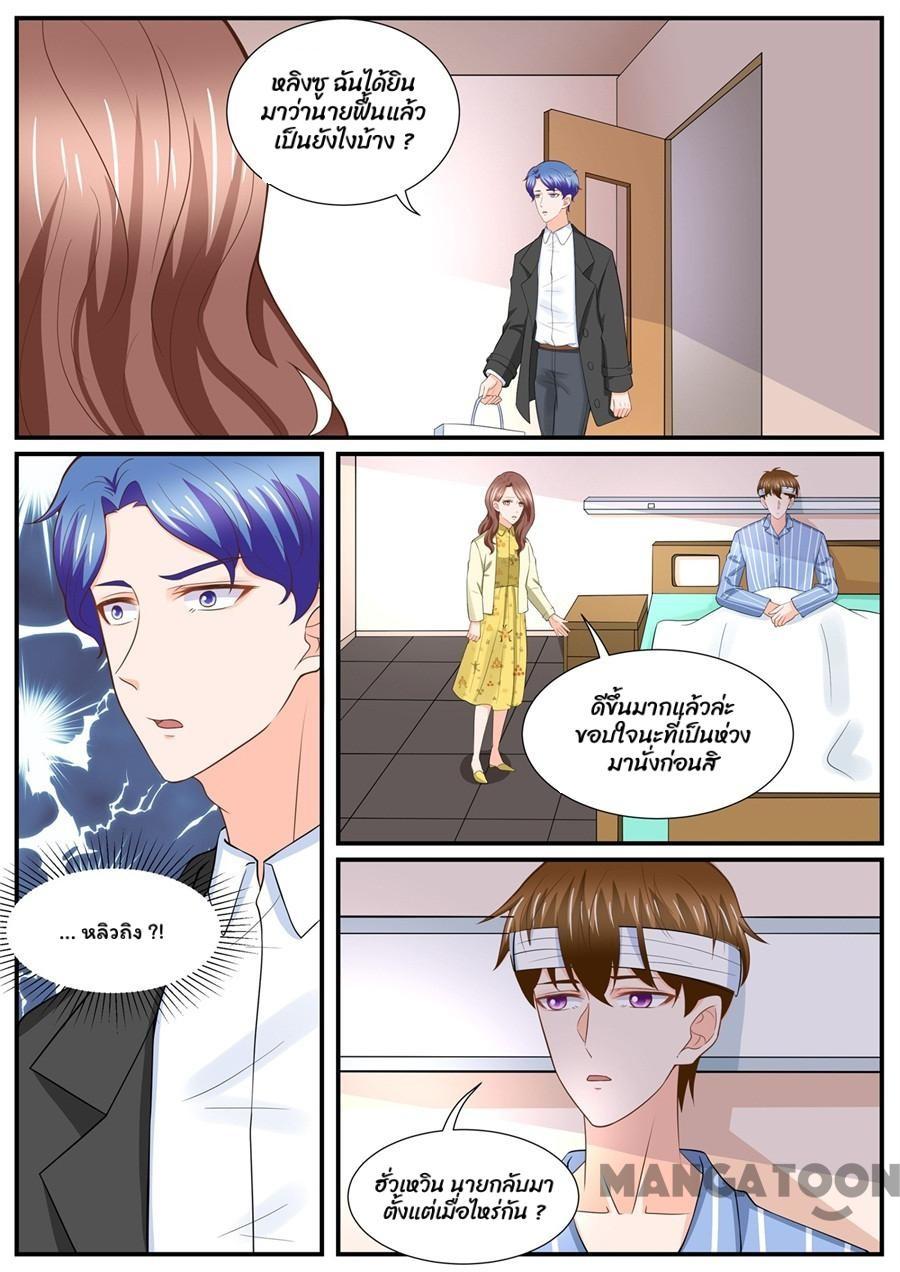 หลิงซู ฉันได้ยิน
มาว่านายฟื้นแล้ว
เป็นยังไงบ้าง ?
... หลิวถิง ?!
ดีขึ้นมากแล้วล่ะ
ขอบใจนะที่เป็นห่วง
มานั่งก่อนสิ
ฮั่วเหวิน นายกลับมา
ตั้งแต่เมื่อไหร่กัน ?
MANGATOON